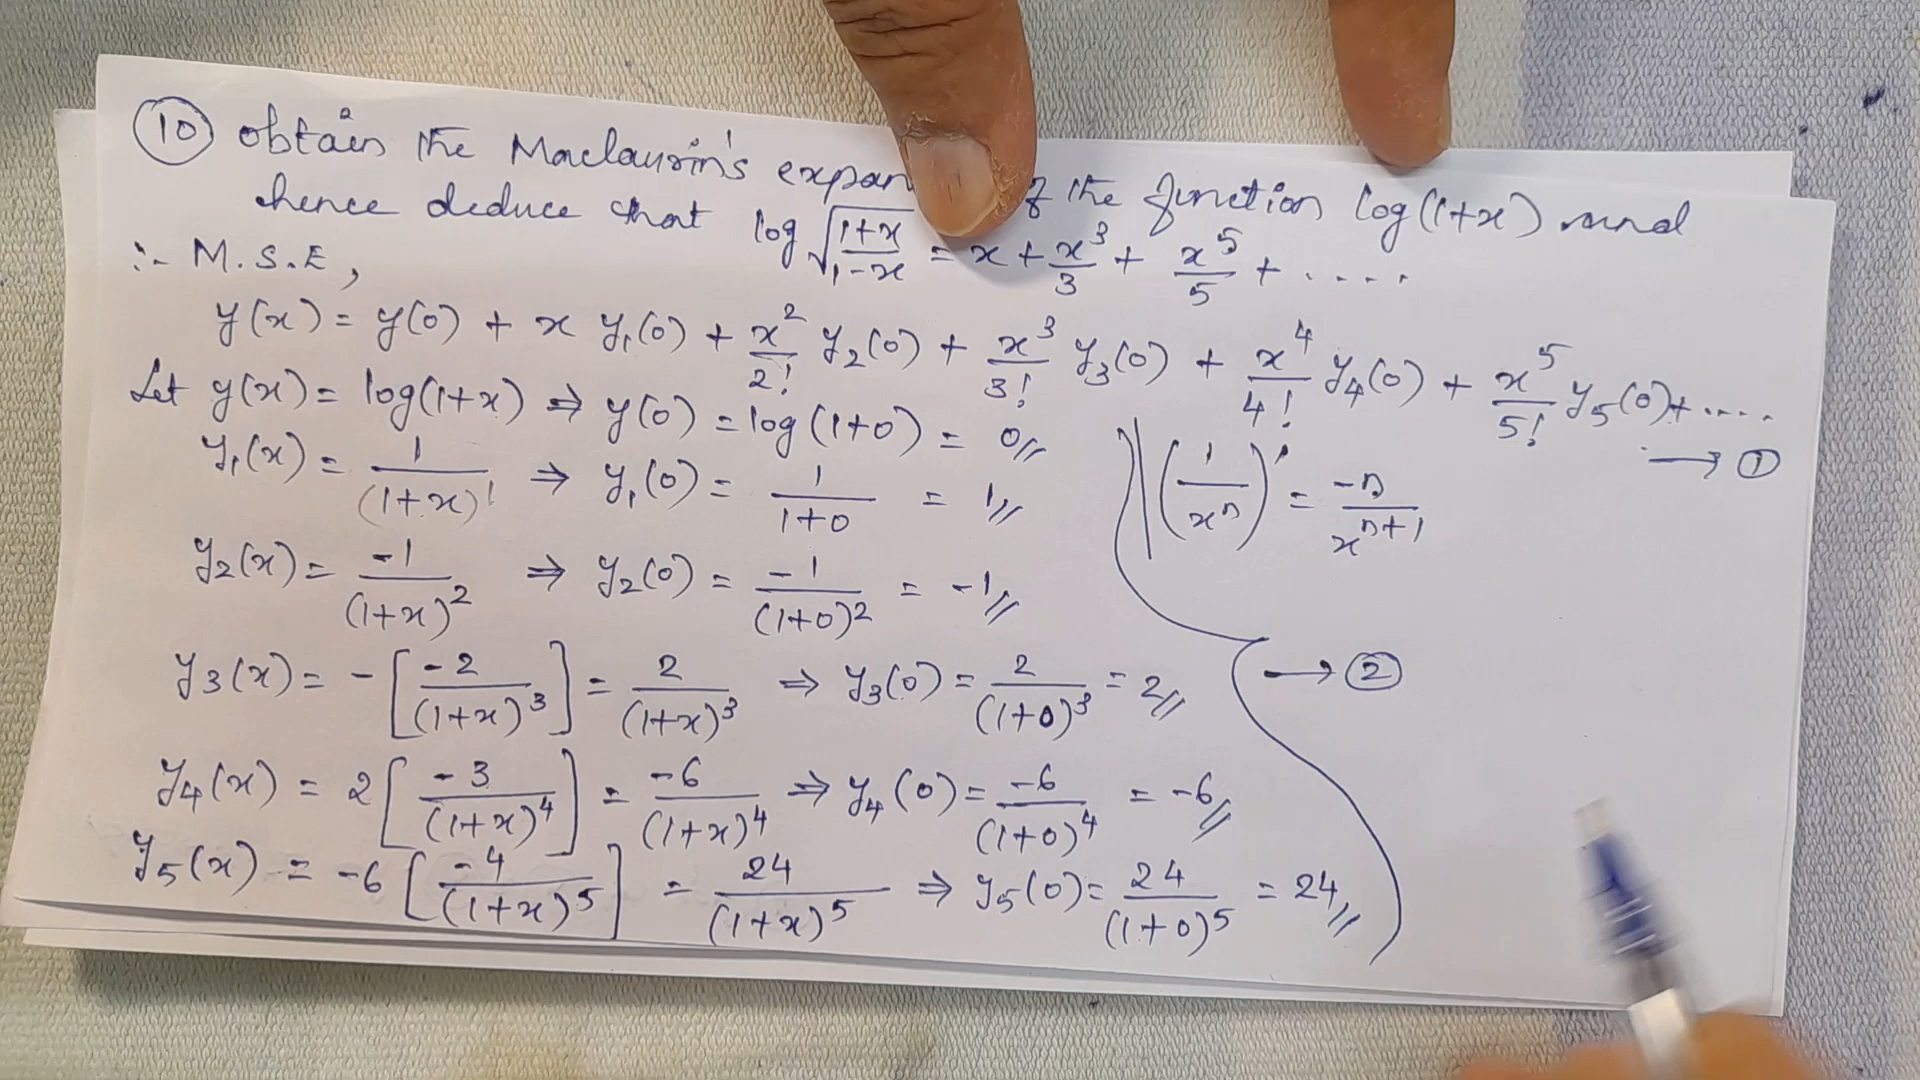 (10) obtain the Maclaurin's expan of the function log(1+x) and
hence deduce that log √((1+x)/(1-x)) = x + x³/3 + x⁵/5 + ....
∴ M.S.E,
y(x) = y(0) + x y₁(0) + x²/2! y₂(0) + x³/3! y₃(0) + x⁴/4! y₄(0) + x⁵/5! y₅(0) + .... → (1)
Let y(x) = log(1+x) ⇒ y(0) = log(1+0) = 0//
y₁(x) = 1/(1+x)¹ ⇒ y₁(0) = 1/(1+0) = 1// (1/xⁿ)' = -n/xⁿ⁺¹
y₂(x) = -1/(1+x)² ⇒ y₂(0) = -1/(1+0)² = -1//
y₃(x) = -[-2/(1+x)³] = 2/(1+x)³ ⇒ y₃(0) = 2/(1+0)³ = 2// → (2)
y₄(x) = 2[-3/(1+x)⁴] = -6/(1+x)⁴ ⇒ y₄(0) = -6/(1+0)⁴ = -6//
y₅(x) = -6[-4/(1+x)⁵] = 24/(1+x)⁵ ⇒ y₅(0) = 24/(1+0)⁵ = 24//